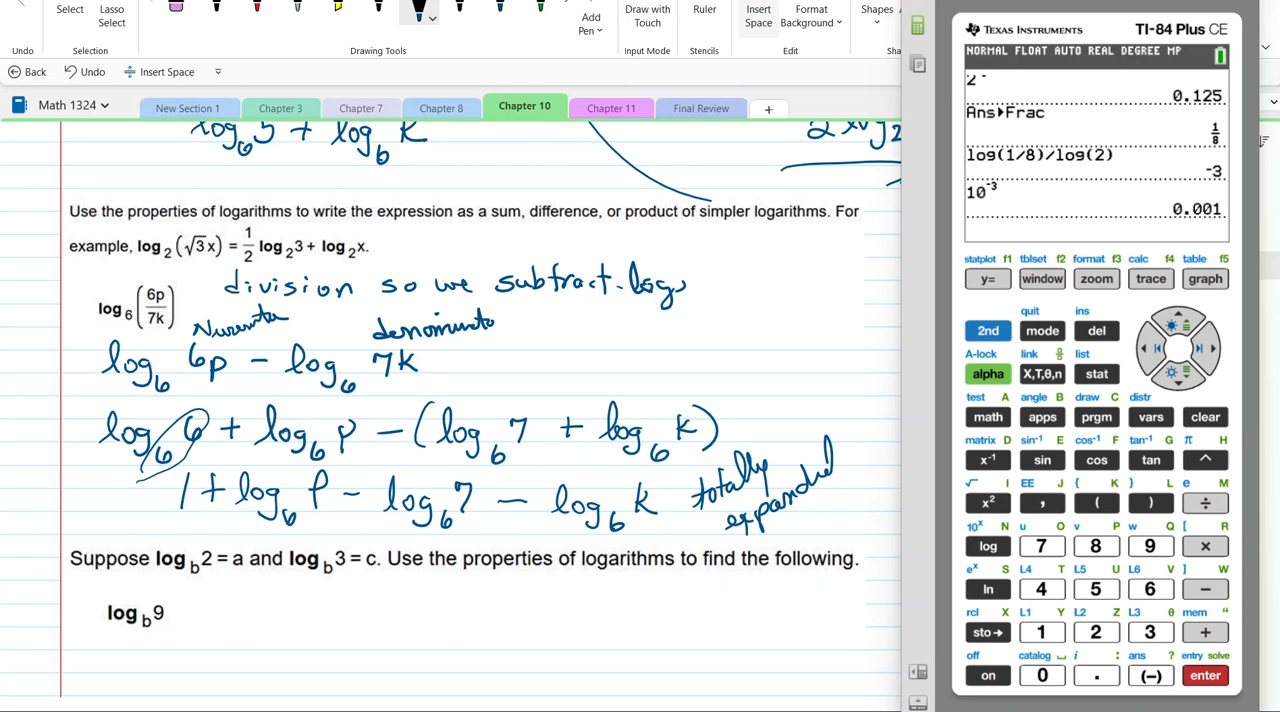 Undo
Lasso Select
Selection
Drawing Tools
Add Pen
Draw with Touch
Input Mode
Ruler
Stencils
Insert Space
Format Background
Edit
Shapes
Back Undo Insert Space
Math 1324 New Section 1 Chapter 3 Chapter 7 Chapter 8 Chapter 10 Chapter 11 Final Review +
log₆ 5 + log₆ k
Use the properties of logarithms to write the expression as a sum, difference, or product of simpler logarithms. For
example, log₂(√3x) = 1/2 log₂3 + log₂x.
division so we subtract logs
log₆(6p/7k)
log₆ 6p − log₆ 7k
log₆ 6 + log₆ p − (log₆ 7 + log₆ k)
1 + log₆ p − log₆ 7 − log₆ k totally expanded
Suppose log_b 2 = a and log_b 3 = c. Use the properties of logarithms to find the following.
log_b 9
TEXAS INSTRUMENTS TI-84 Plus CE
NORMAL FLOAT AUTO REAL DEGREE MP
0.125
Ans▸Frac
1/8
log(1/8)/log(2)
-3
10⁻³
0.001
statplot f1 tblset f2 format f3 calc f4 table f5
y= window zoom trace graph
quit ins
2nd mode del
A-lock link list
alpha X,T,θ,n stat
test A angle B draw C distr
math apps prgm vars clear
matrix D sin⁻¹ E cos⁻¹ F tan⁻¹ G π H
x⁻¹ sin cos tan ^
√ I EE J { K } L e M
x² , ( ) ÷
10ˣ N u O v P w Q [ R
log 7 8 9 ×
eˣ S L4 T L5 U L6 V ] W
ln 4 5 6 −
rcl X L1 Y L2 Z L3 θ mem "
sto→ 1 2 3 +
off catalog i : ans ? entry solve
on 0 . (−) enter